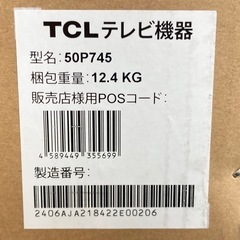 TCLテレビ機器
型名: 50P745
梱包重量: 12.4 KG
販売店様用POSコード:
4 589449 355699
製造番号:
2406AJA218422E00206